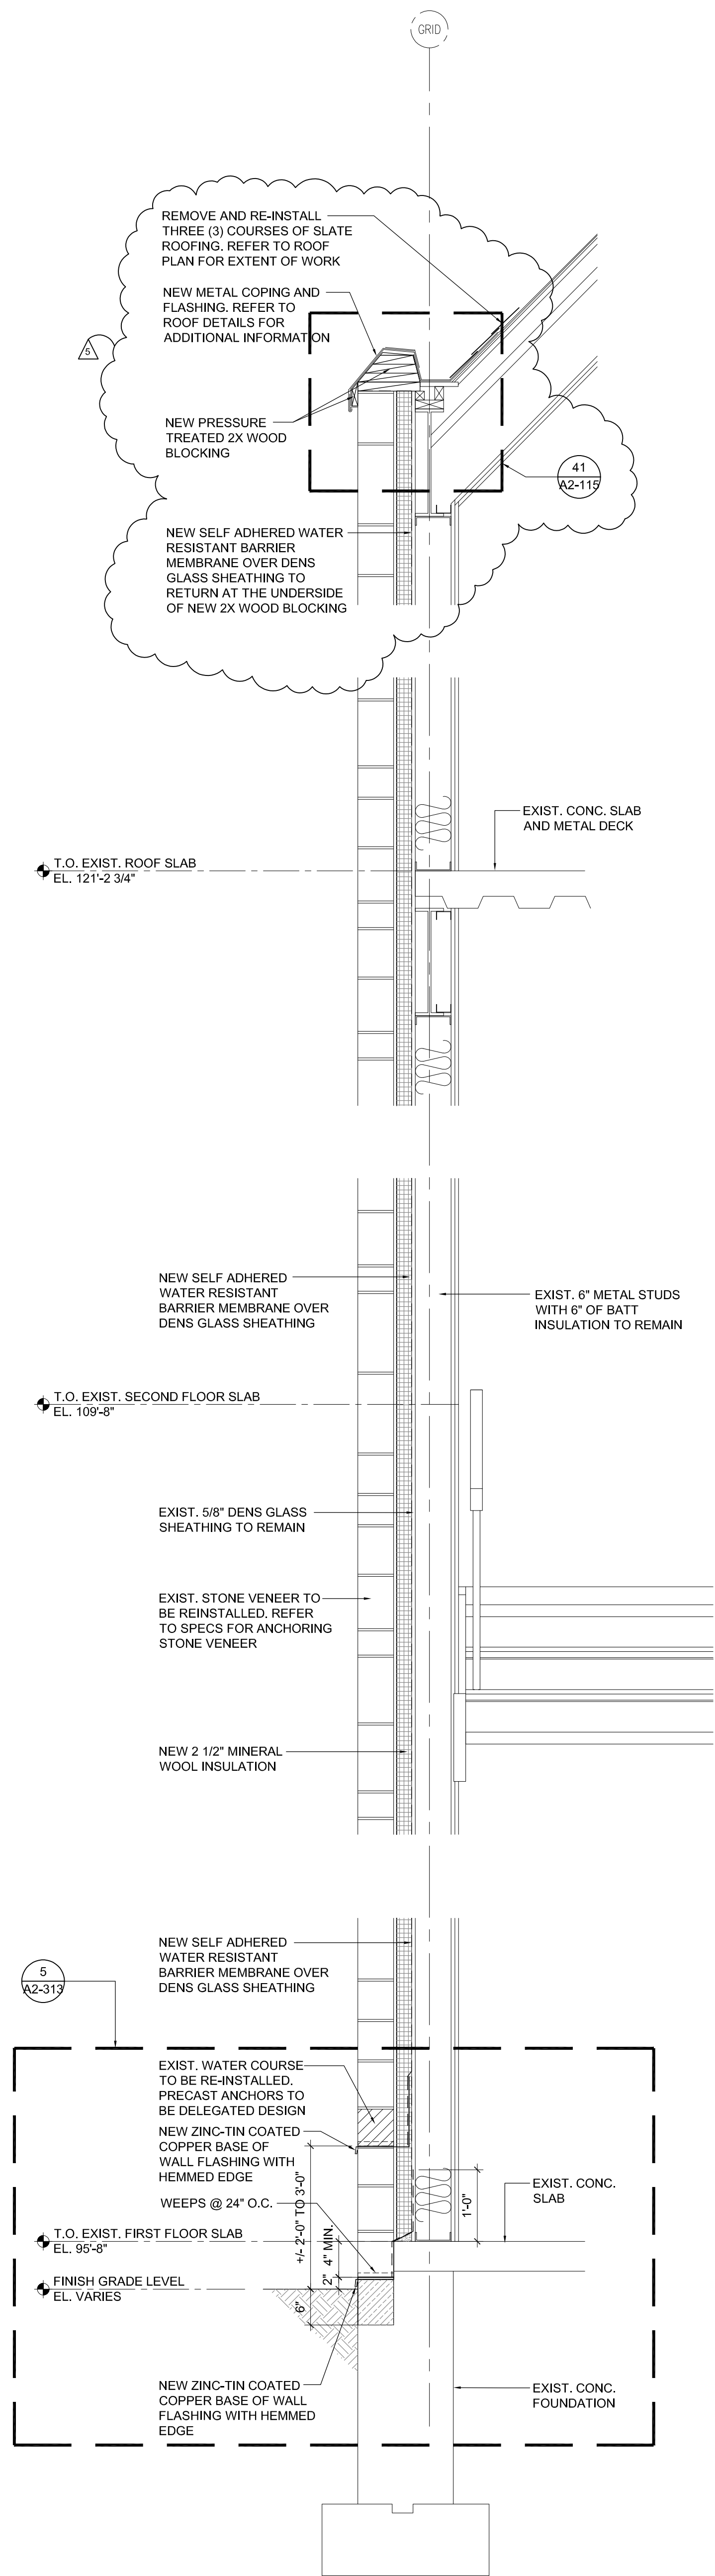 GRID
REMOVE AND RE-INSTALL
THREE (3) COURSES OF SLATE
ROOFING. REFER TO ROOF
PLAN FOR EXTENT OF WORK
NEW METAL COPING AND
FLASHING. REFER TO
ROOF DETAILS FOR
ADDITIONAL INFORMATION
5
NEW PRESSURE
TREATED 2X WOOD
BLOCKING
41
A2-115
NEW SELF ADHERED WATER
RESISTANT BARRIER
MEMBRANE OVER DENS
GLASS SHEATHING TO
RETURN AT THE UNDERSIDE
OF NEW 2X WOOD BLOCKING
EXIST. CONC. SLAB
AND METAL DECK
T.O. EXIST. ROOF SLAB
EL. 121'-2 3/4"
NEW SELF ADHERED
WATER RESISTANT
BARRIER MEMBRANE OVER
DENS GLASS SHEATHING
EXIST. 6" METAL STUDS
WITH 6" OF BATT
INSULATION TO REMAIN
T.O. EXIST. SECOND FLOOR SLAB
EL. 109'-8"
EXIST. 5/8" DENS GLASS
SHEATHING TO REMAIN
EXIST. STONE VENEER TO
BE REINSTALLED. REFER
TO SPECS FOR ANCHORING
STONE VENEER
NEW 2 1/2" MINERAL
WOOL INSULATION
NEW SELF ADHERED
WATER RESISTANT
BARRIER MEMBRANE OVER
DENS GLASS SHEATHING
5
A2-313
EXIST. WATER COURSE
TO BE RE-INSTALLED.
PRECAST ANCHORS TO
BE DELEGATED DESIGN
NEW ZINC-TIN COATED
COPPER BASE OF
WALL FLASHING WITH
HEMMED EDGE
WEEPS @ 24" O.C.
+/- 2'-0" TO 3'-0"
4" MIN.
2"
6"
1'-0"
EXIST. CONC.
SLAB
T.O. EXIST. FIRST FLOOR SLAB
EL. 95'-8"
FINISH GRADE LEVEL
EL. VARIES
NEW ZINC-TIN COATED
COPPER BASE OF WALL
FLASHING WITH HEMMED
EDGE
EXIST. CONC.
FOUNDATION